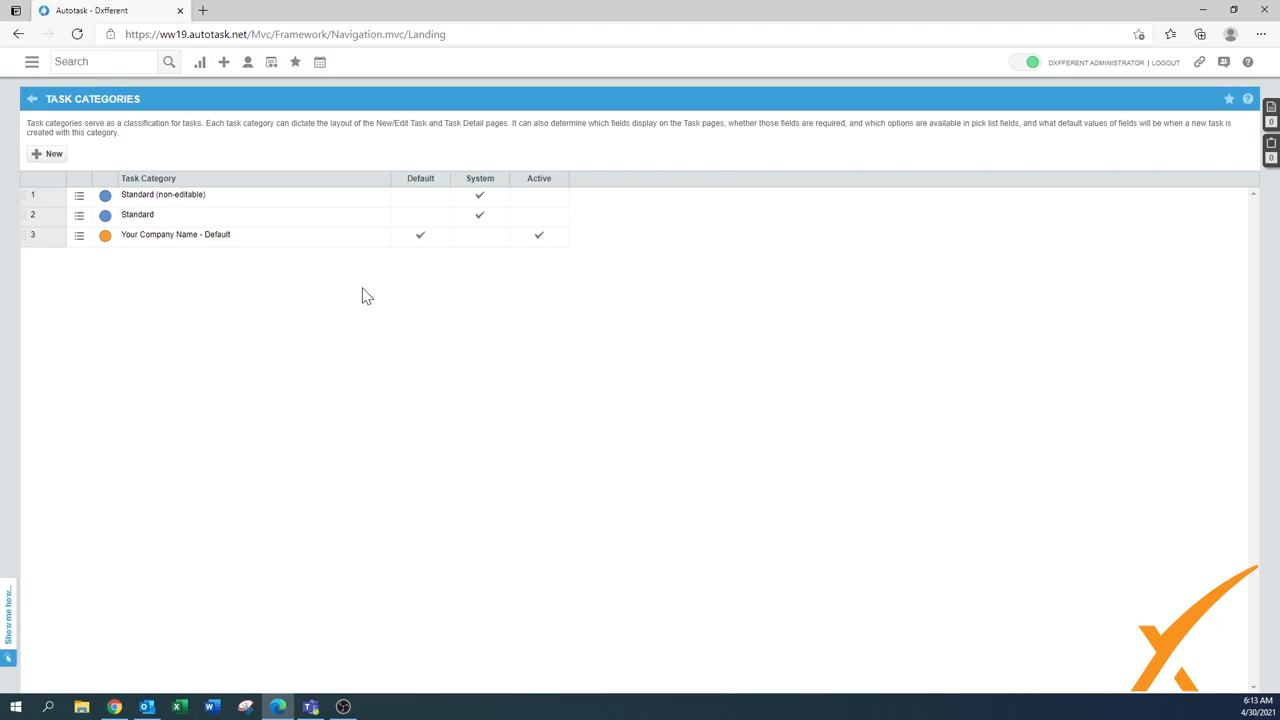 Autotask - Dxfferent
https://ww19.autotask.net/Mvc/Framework/Navigation.mvc/Landing
Search
DXFFERENT ADMINISTRATOR | LOGOUT
TASK CATEGORIES
Task categories serve as a classification for tasks. Each task category can dictate the layout of the New/Edit Task and Task Detail pages. It can also determine which fields display on the Task pages, whether those fields are required, and which options are available in pick list fields, and what default values of fields will be when a new task is
created with this category.
New
Task Category Default System Active
1 Standard (non-editable)
2 Standard
3 Your Company Name - Default
0
0
Show me how...
6:13 AM
4/30/2021